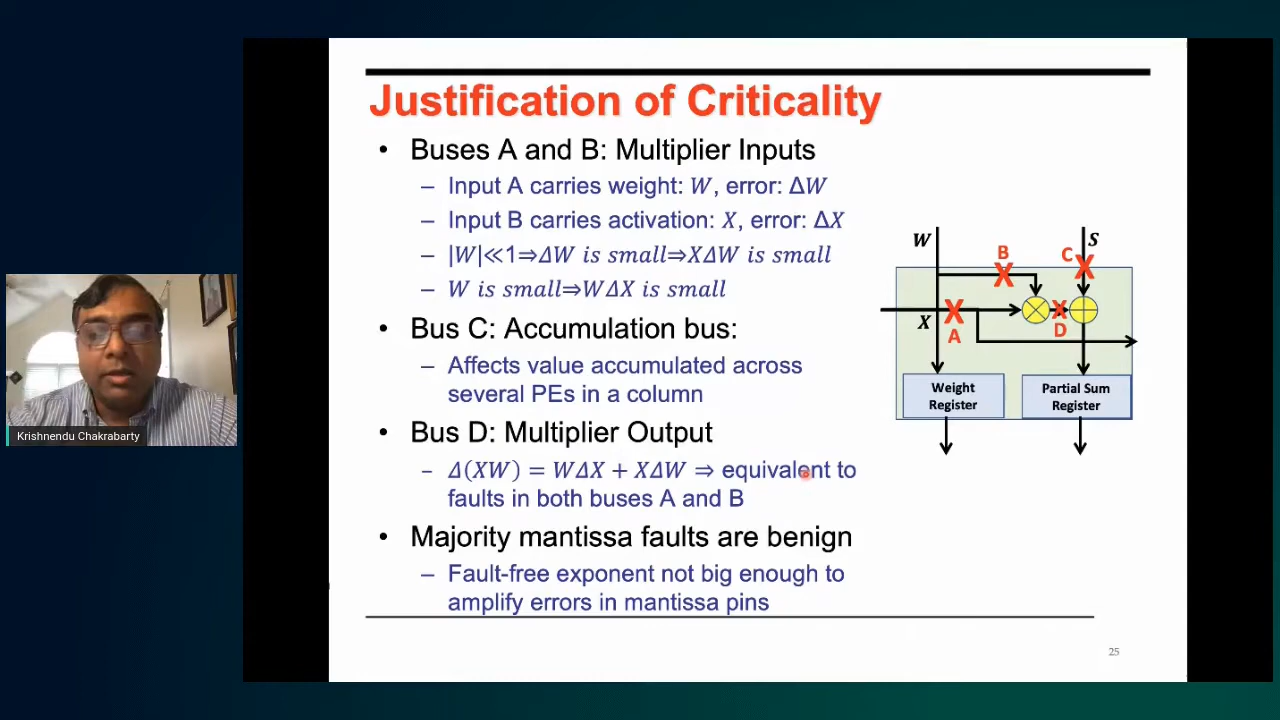 Justification of Criticality
• Buses A and B: Multiplier Inputs
– Input A carries weight: W, error: ΔW
– Input B carries activation: X, error: ΔX
– |W|≪1⇒ΔW is small⇒XΔW is small
– W is small⇒WΔX is small
• Bus C: Accumulation bus:
– Affects value accumulated across
several PEs in a column
• Bus D: Multiplier Output
– Δ(XW) = WΔX + XΔW ⇒ equivalent to
faults in both buses A and B
• Majority mantissa faults are benign
– Fault-free exponent not big enough to
amplify errors in mantissa pins
W
S
B
C
X
A
D
Weight
Register
Partial Sum
Register
25
Krishnendu Chakrabarty